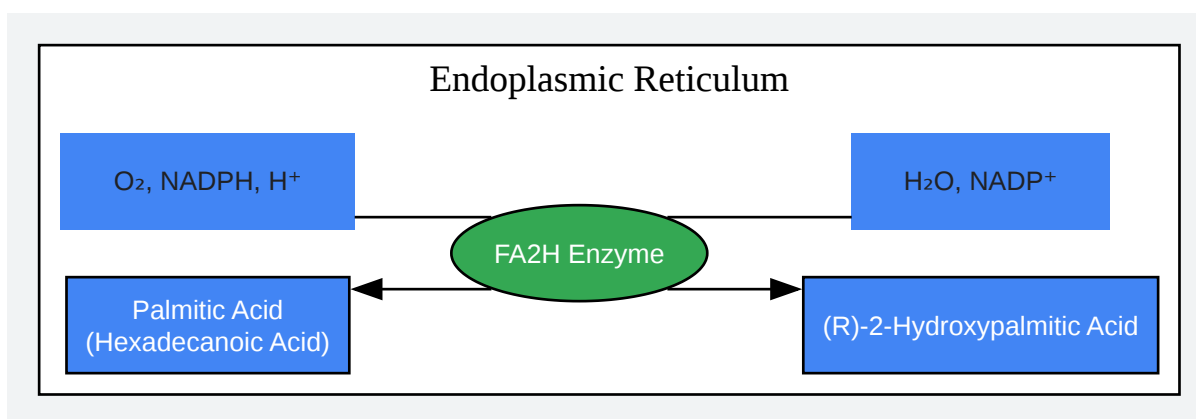 Endoplasmic Reticulum
O₂, NADPH, H⁺
H₂O, NADP⁺
FA2H Enzyme
Palmitic Acid
(Hexadecanoic Acid)
(R)-2-Hydroxypalmitic Acid